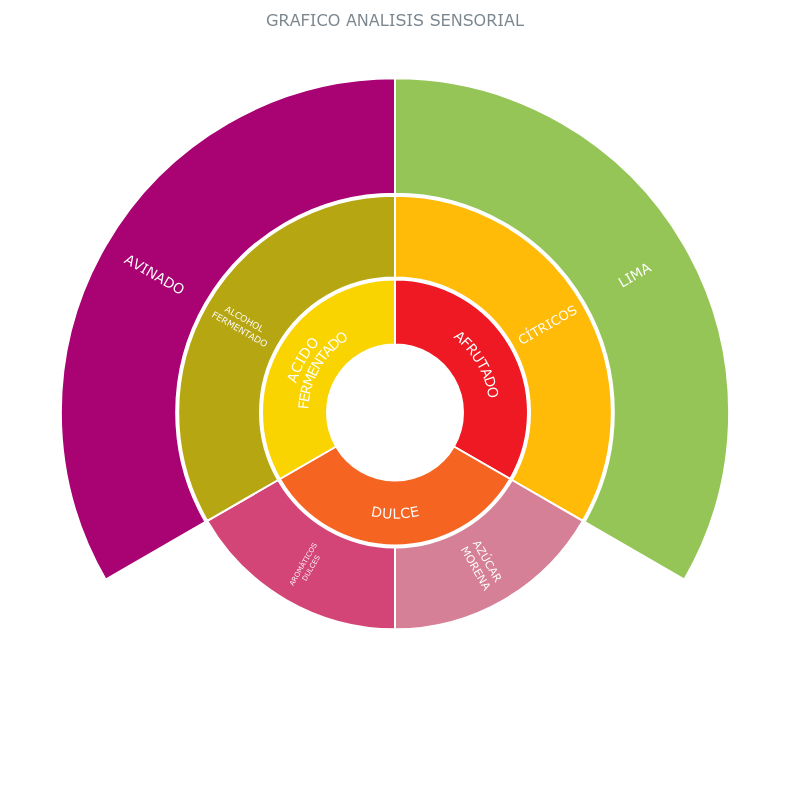 GRAFICO ANALISIS SENSORIAL
AVINADO
LIMA
ALCOHOL
FERMENTADO
CÍTRICOS
ACIDO
FERMENTADO
AFRUTADO
DULCE
AROMÁTICOS
DULCES
AZÚCAR
MORENA